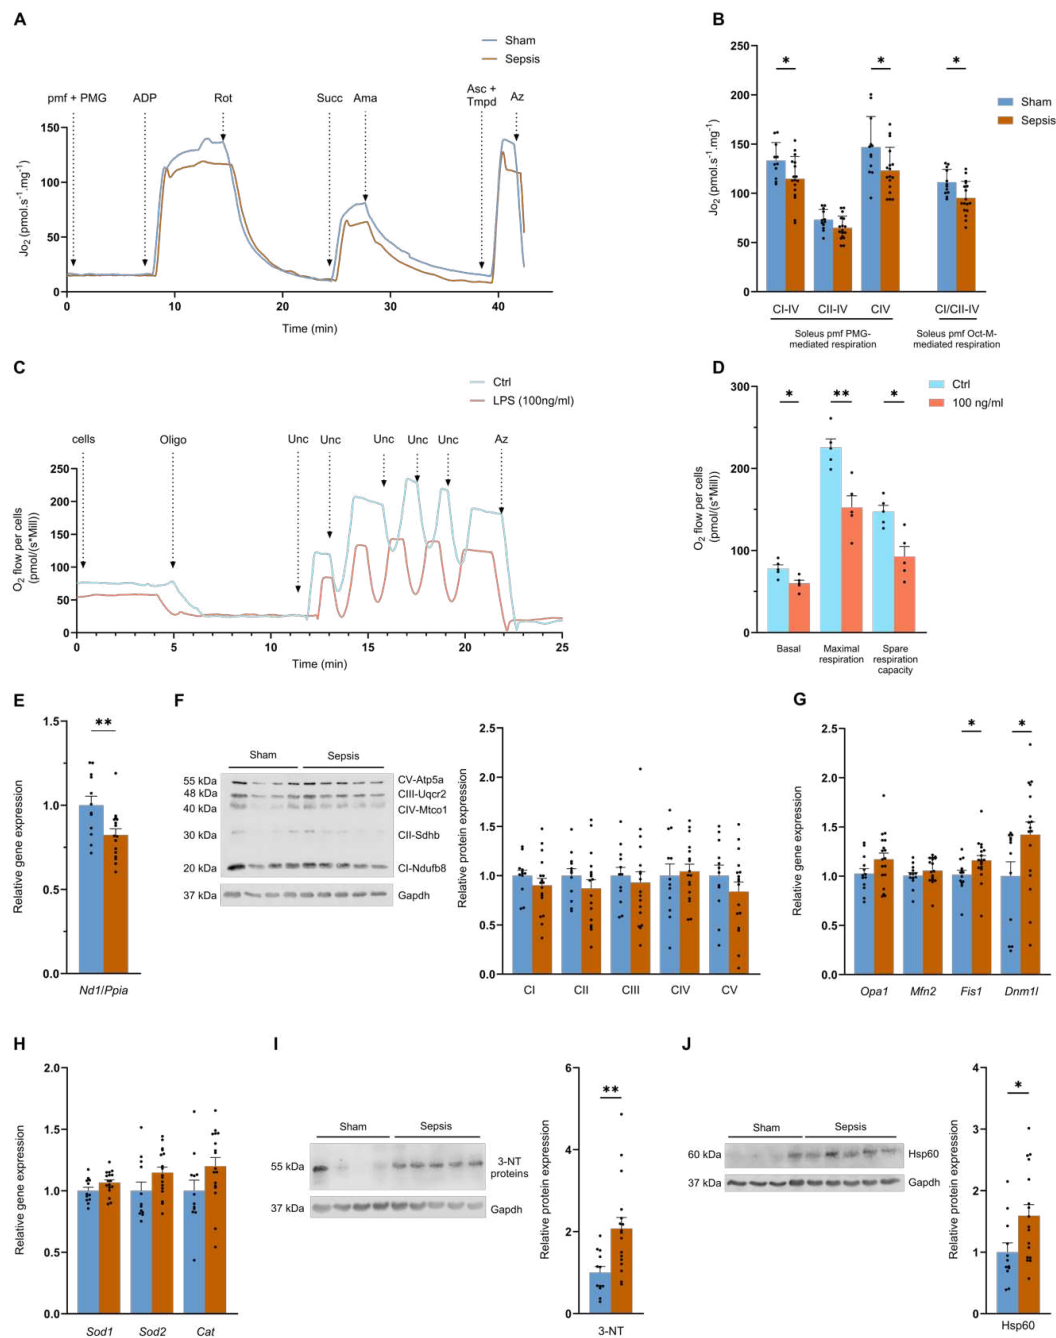 A
Sham
Sepsis
pmf + PMG
ADP
Rot
Succ
Ama
Asc +
Tmpd
Az
150
100
50
0
Jo2 (pmol.s-1.mg-1)
0
10
20
30
40
Time (min)
B
250
200
150
100
50
0
Jo2 (pmol.s-1.mg-1)
*
*
*
Sham
Sepsis
CI-IV
CII-IV
CIV
CI/CII-IV
Soleus pmf PMG-
mediated respiration
Soleus pmf Oct-M-
mediated respiration
C
Ctrl
LPS (100ng/ml)
cells
Oligo
Unc
Unc
Unc
Unc
Unc
Az
250
200
150
100
50
0
O2 flow per cells
(pmol/(s*Mill))
0
5
10
15
20
25
Time (min)
D
300
200
100
0
O2 flow per cells
(pmol/(s*Mill))
*
**
*
Ctrl
100 ng/ml
Basal
Maximal
respiration
Spare
respiration
capacity
E
1.5
1.0
0.5
0.0
Relative gene expression
**
Nd1/Ppia
F
Sham
Sepsis
55 kDa
CV-Atp5a
48 kDa
CIII-Uqcr2
40 kDa
CIV-Mtco1
30 kDa
CII-Sdhb
20 kDa
CI-Ndufb8
37 kDa
Gapdh
2.5
2.0
1.5
1.0
0.5
0.0
Relative protein expression
CI
CII
CIII
CIV
CV
G
2.5
2.0
1.5
1.0
0.5
0.0
Relative gene expression
*
*
Opa1
Mfn2
Fis1
Dnm1l
H
2.0
1.5
1.0
0.5
0.0
Relative gene expression
Sod1
Sod2
Cat
I
Sham
Sepsis
55 kDa
3-NT
proteins
37 kDa
Gapdh
6
4
2
0
Relative protein expression
**
3-NT
J
Sham
Sepsis
60 kDa
Hsp60
37 kDa
Gapdh
4
3
2
1
0
Relative protein expression
*
Hsp60